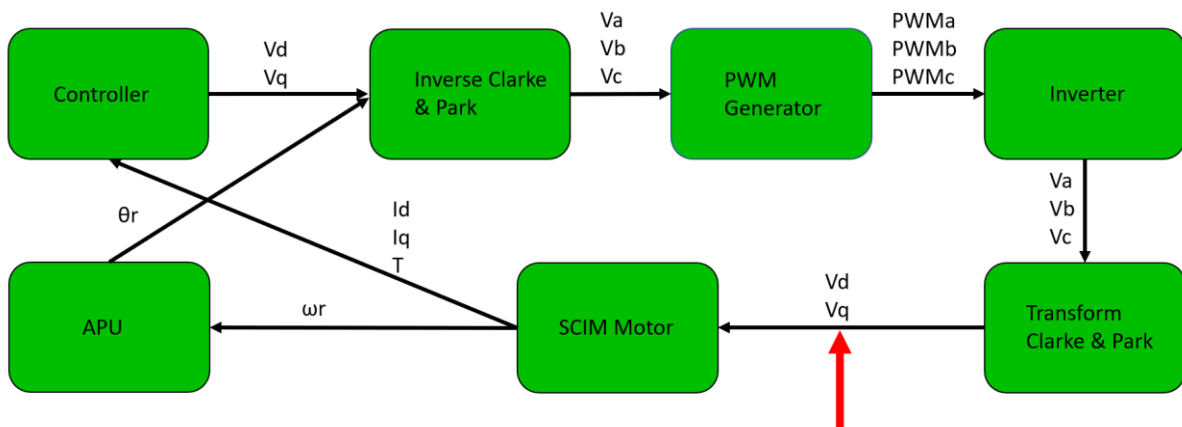 Controller
Vd
Vq
Inverse Clarke
& Park
Va
Vb
Vc
PWM
Generator
PWMa
PWMb
PWMc
Inverter
θr
Id
Iq
T
Va
Vb
Vc
APU
ωr
SCIM Motor
Vd
Vq
Transform
Clarke & Park